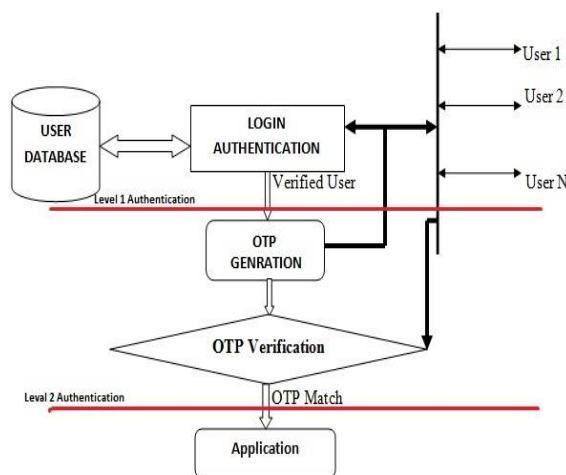 User 1
User 2
User N
USER
DATABASE
LOGIN
AUTHENTICATION
Verified User
Level 1 Authentication
OTP
GENRATION
OTP Verification
Level 2 Authentication
OTP Match
Application